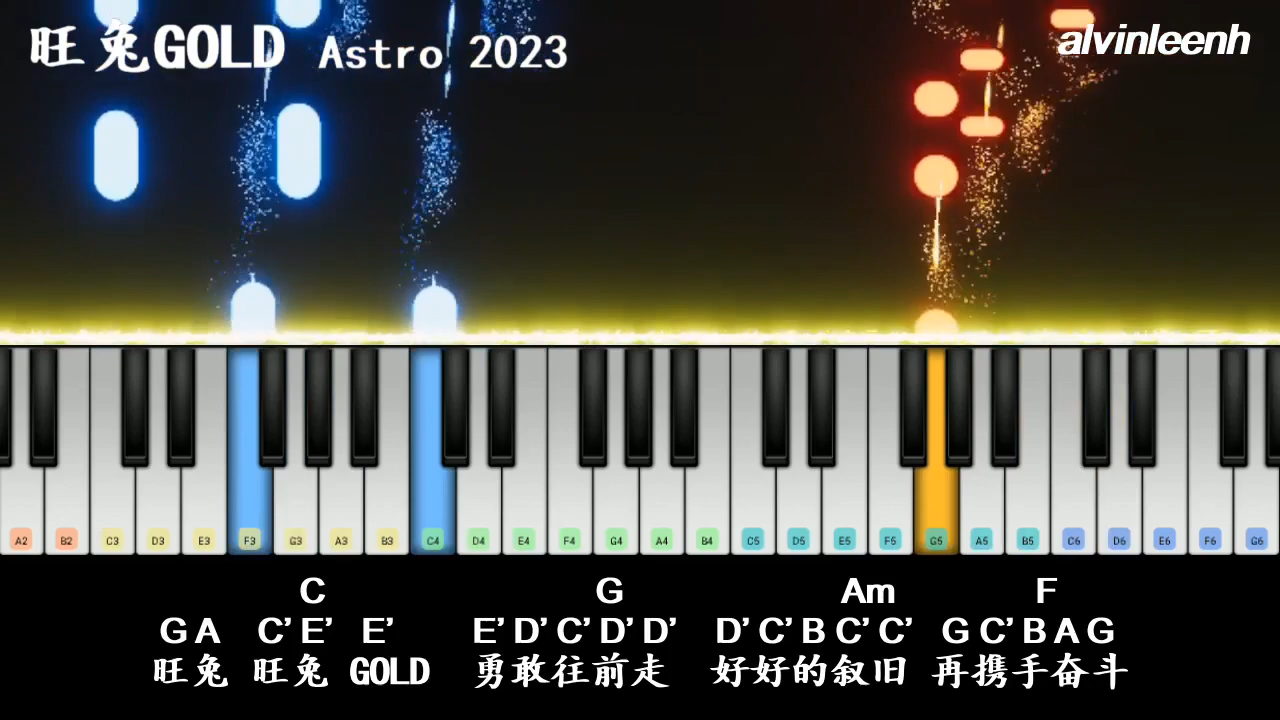 旺兔GOLD Astro 2023
alvinleenh
A2 B2 C3 D3 E3 F3 G3 A3 B3 C4 D4 E4 F4 G4 A4 B4 C5 D5 E5 F5 G5 A5 B5 C6 D6 E6 F6 G6
C G Am F
G A C’ E’ E’ E’ D’ C’ D’ D’ D’ C’ B C’ C’ G C’ B A G
旺兔 旺兔 GOLD 勇敢往前走 好好的叙旧 再携手奋斗